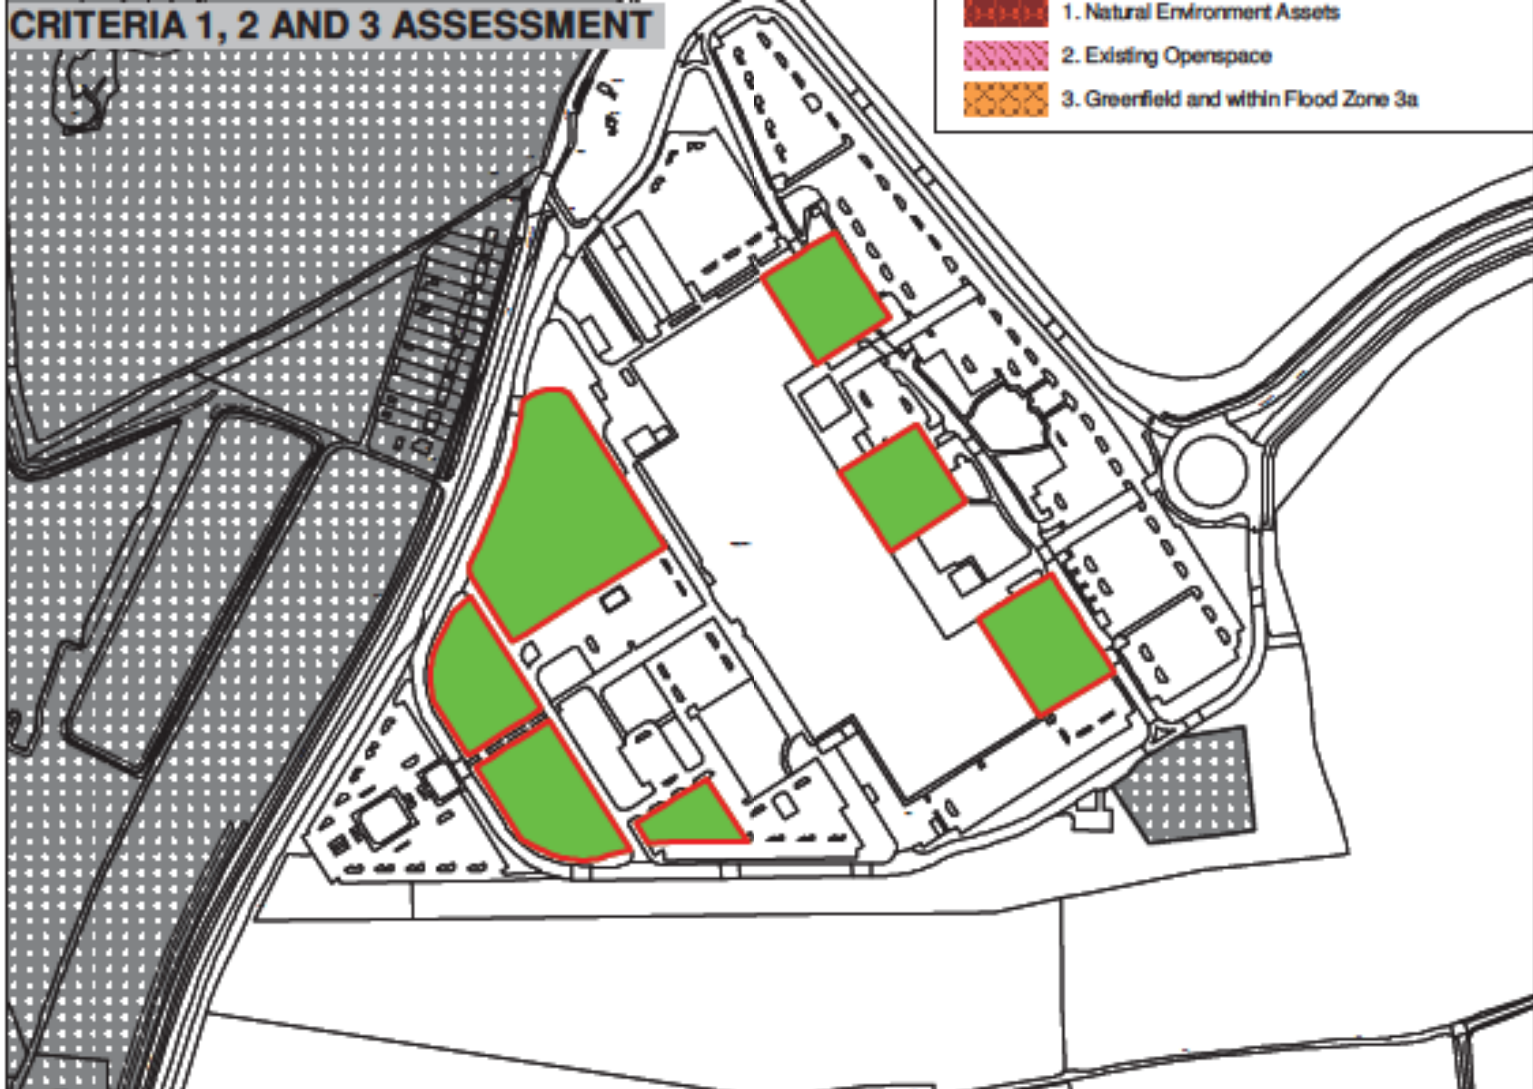 CRITERIA 1, 2 AND 3 ASSESSMENT
1. Natural Environment Assets
2. Existing Openspace
3. Greenfield and within Flood Zone 3a